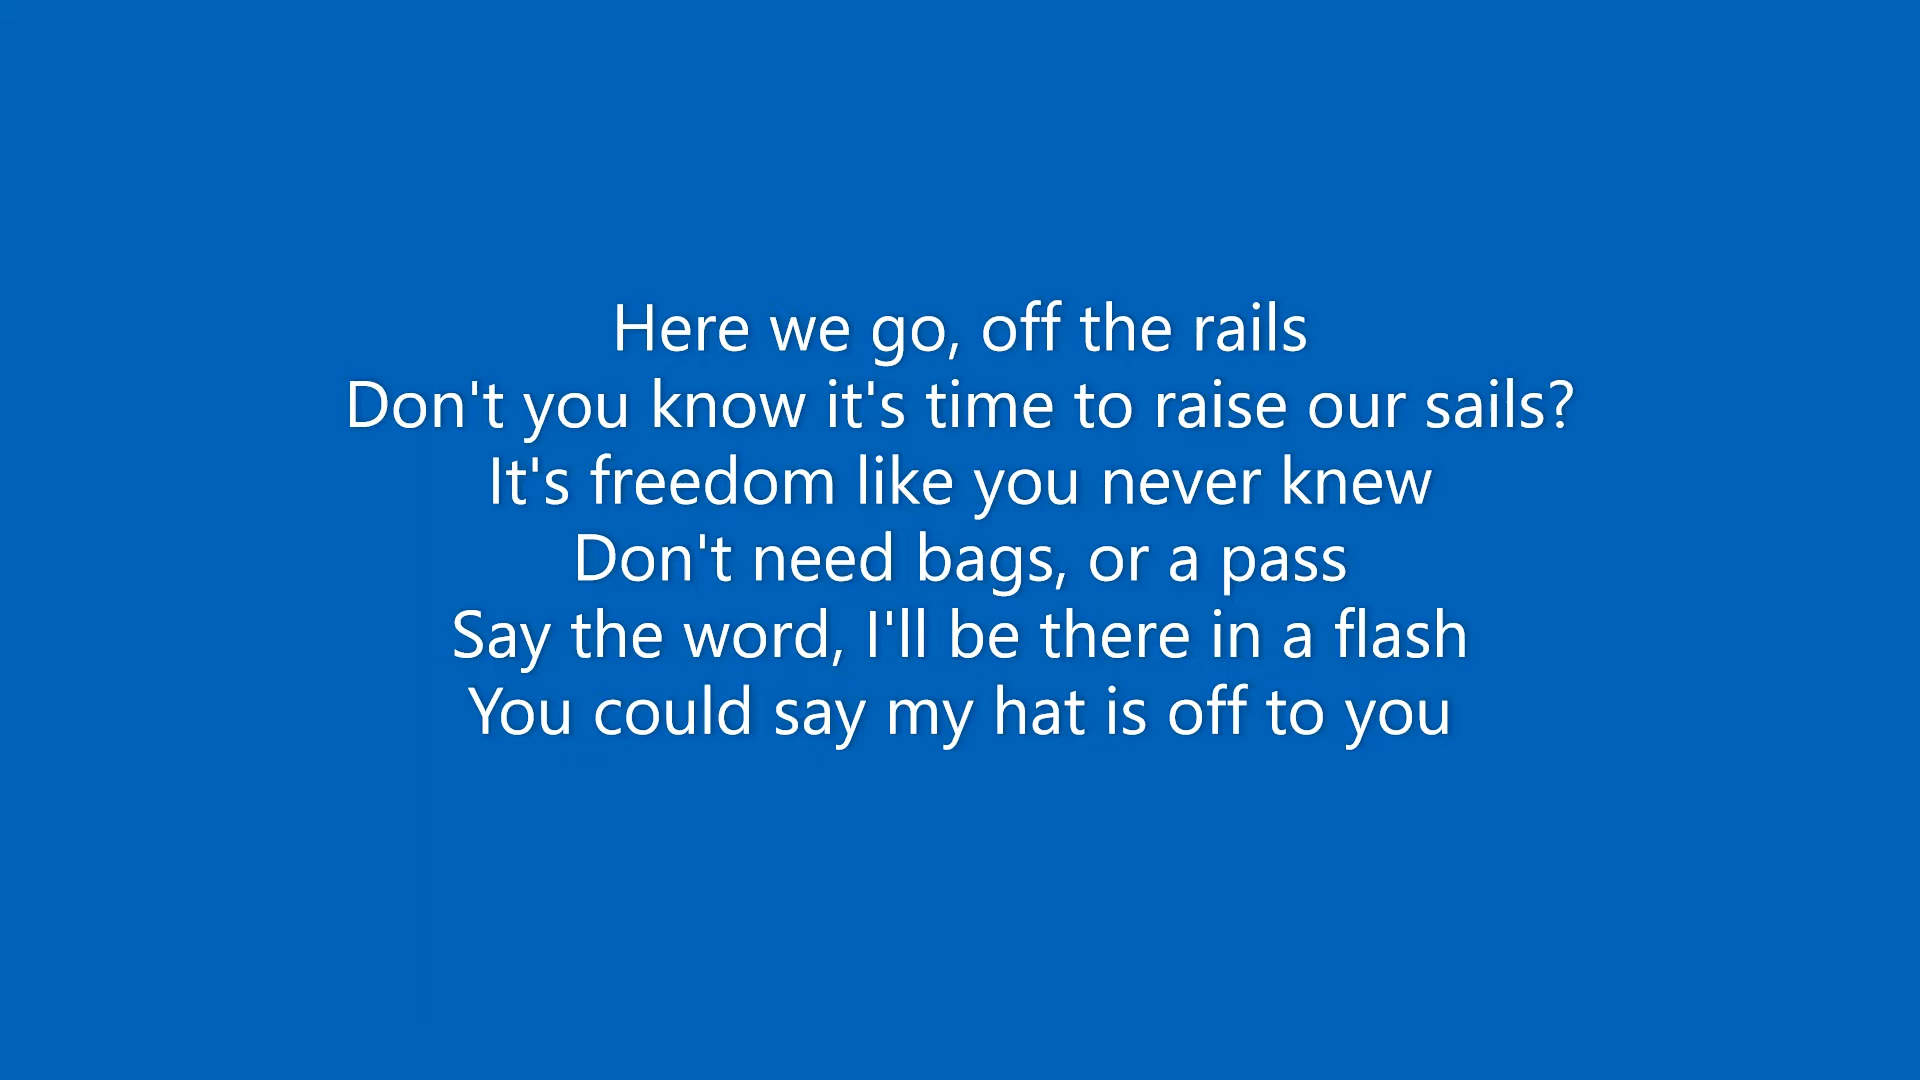 Here we go, off the rails
Don't you know it's time to raise our sails?
It's freedom like you never knew
Don't need bags, or a pass
Say the word, I'll be there in a flash
You could say my hat is off to you